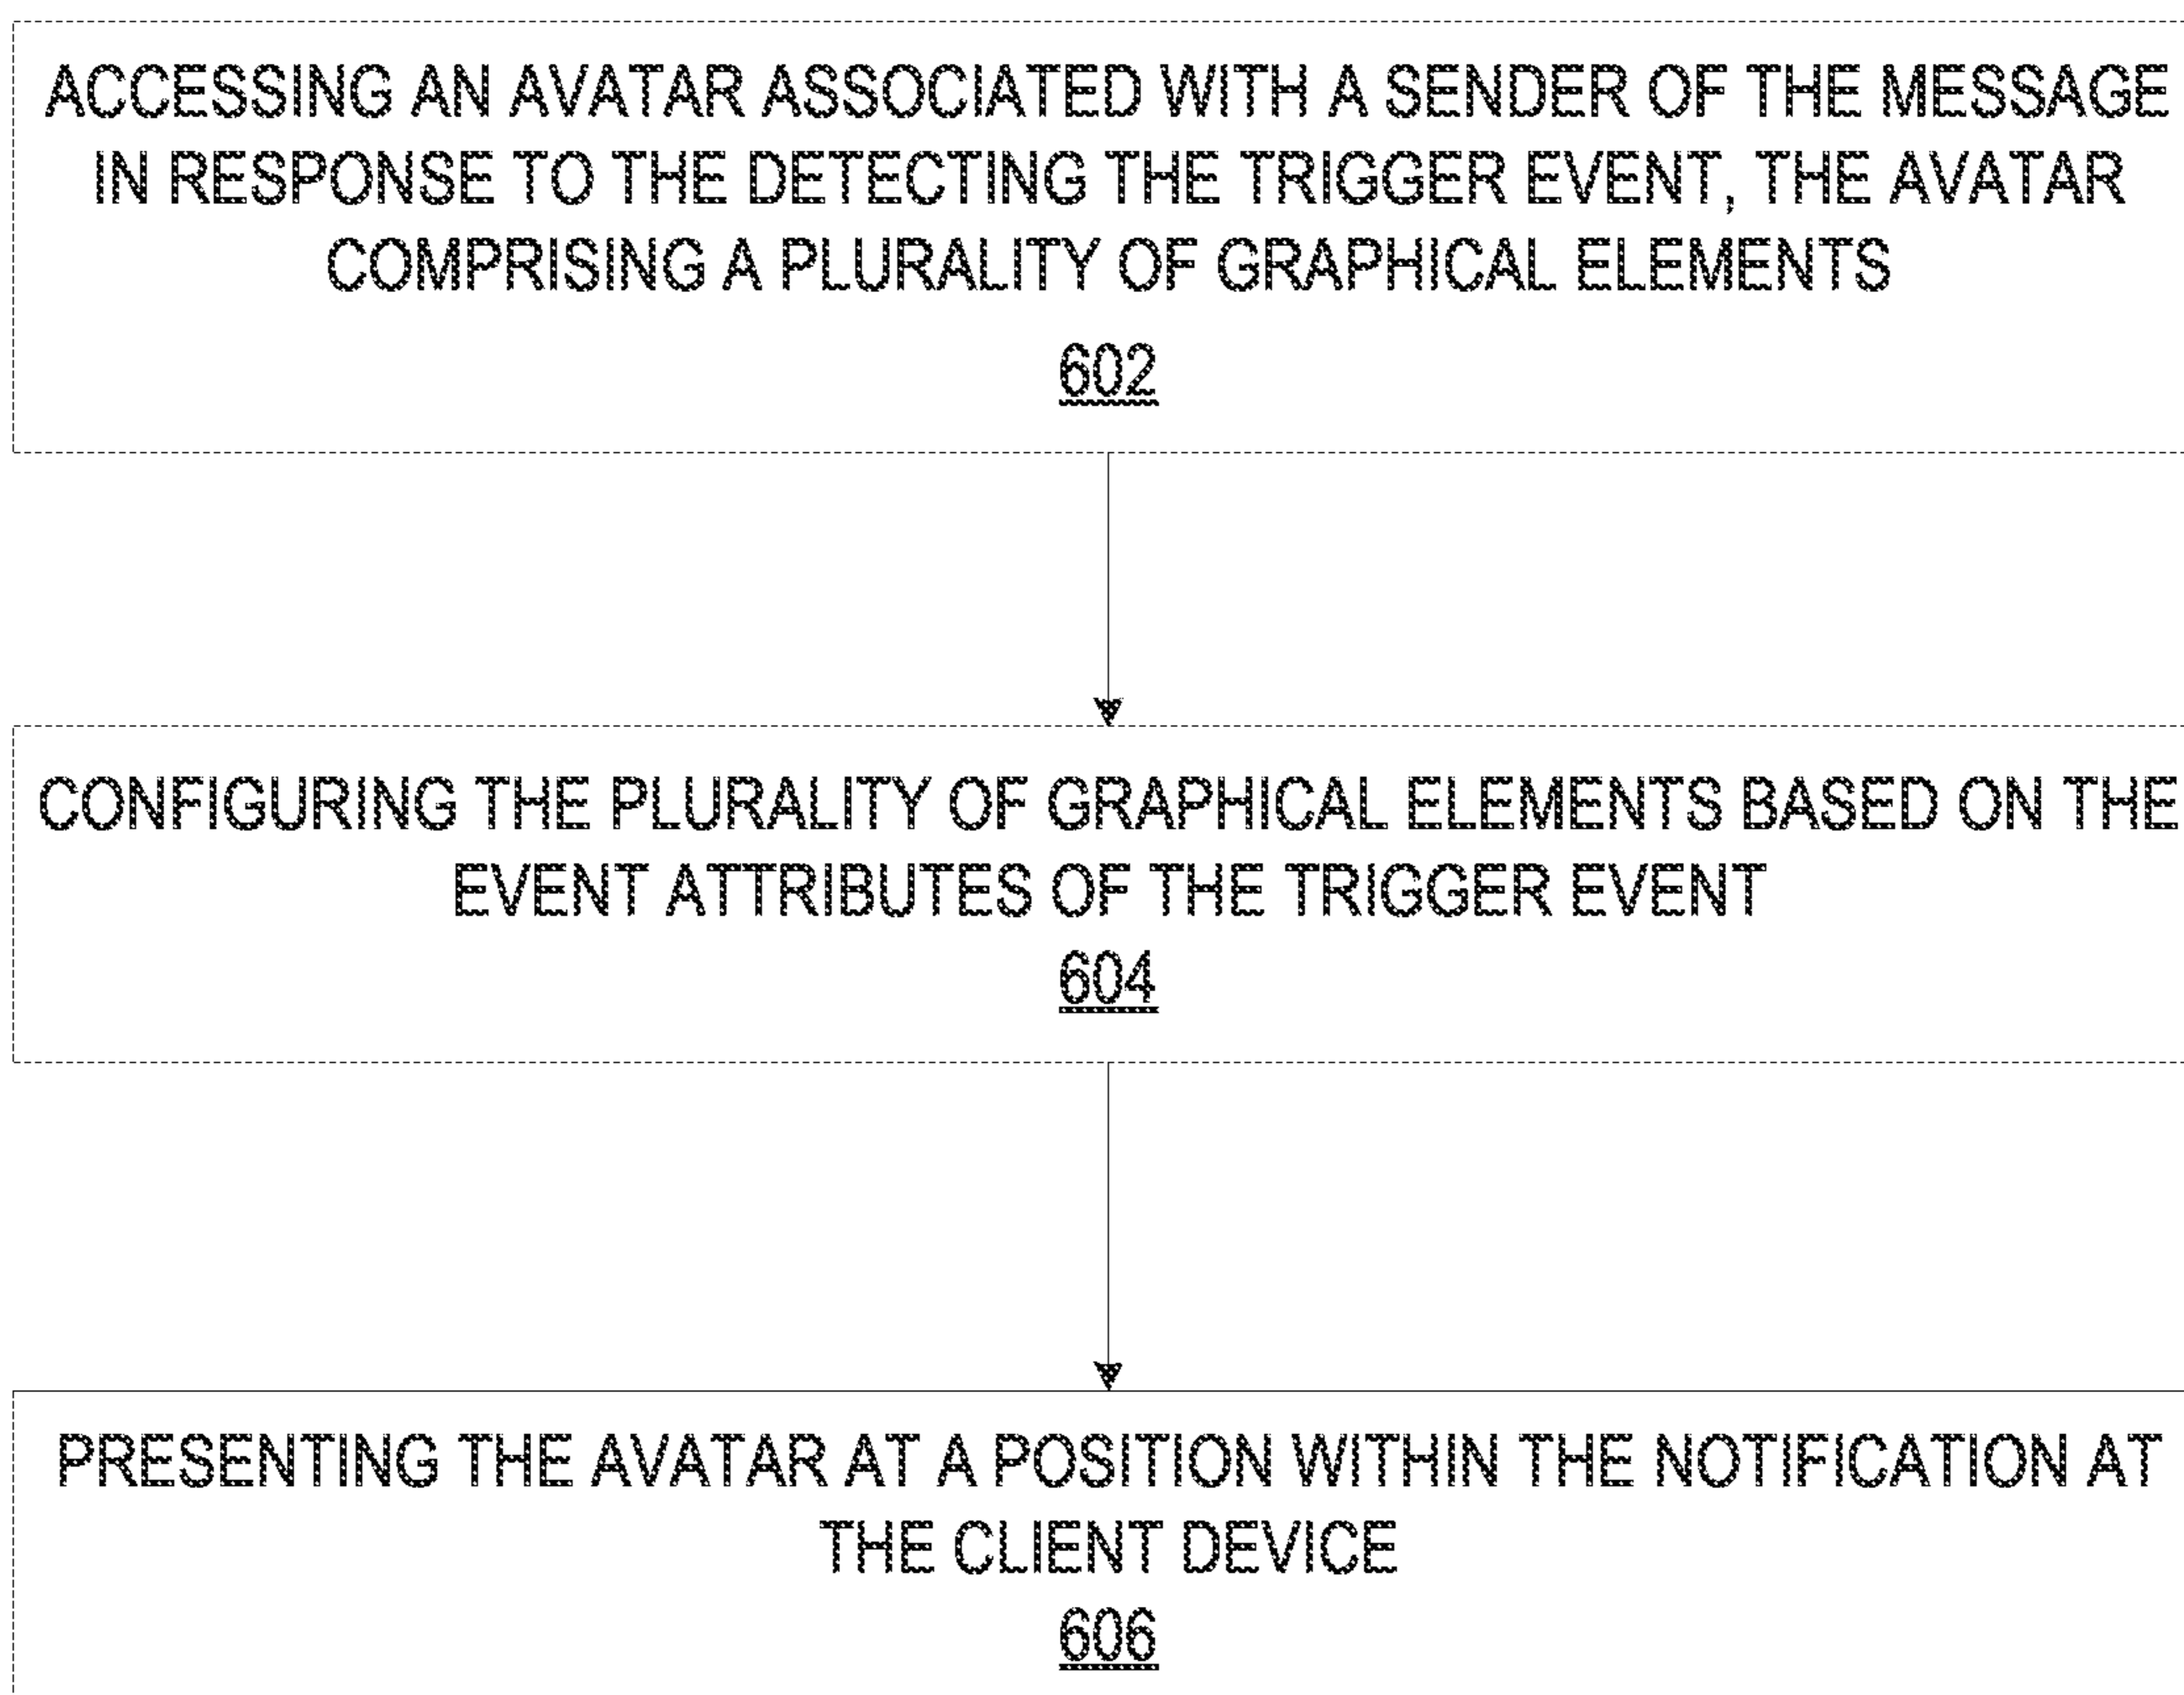 ACCESSING AN AVATAR ASSOCIATED WITH A SENDER OF THE MESSAGE
IN RESPONSE TO THE DETECTING THE TRIGGER EVENT, THE AVATAR
COMPRISING A PLURALITY OF GRAPHICAL ELEMENTS
602
CONFIGURING THE PLURALITY OF GRAPHICAL ELEMENTS BASED ON THE
EVENT ATTRIBUTES OF THE TRIGGER EVENT
604
PRESENTING THE AVATAR AT A POSITION WITHIN THE NOTIFICATION AT
THE CLIENT DEVICE
606